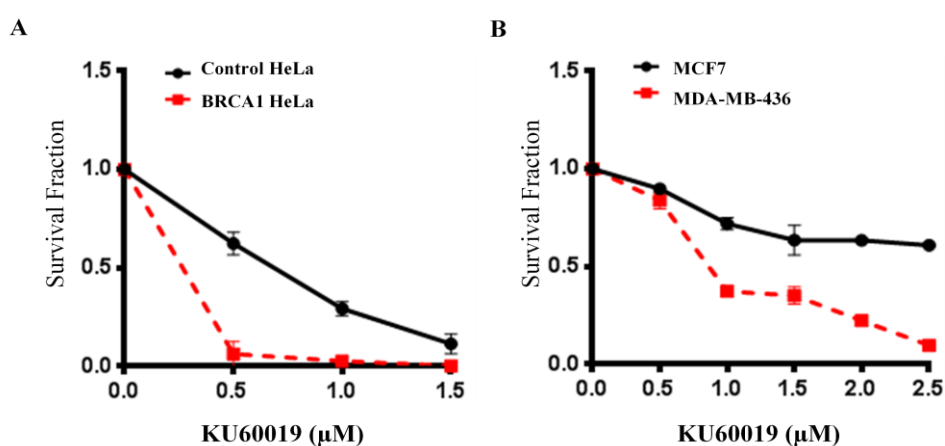 A
Control HeLa
BRCA1 HeLa
Survival Fraction
1.5
1.0
0.5
0.0
0.0 0.5 1.0 1.5
KU60019 (μM)
B
MCF7
MDA-MB-436
Survival Fraction
1.5
1.0
0.5
0.0
0.0 0.5 1.0 1.5 2.0 2.5
KU60019 (μM)